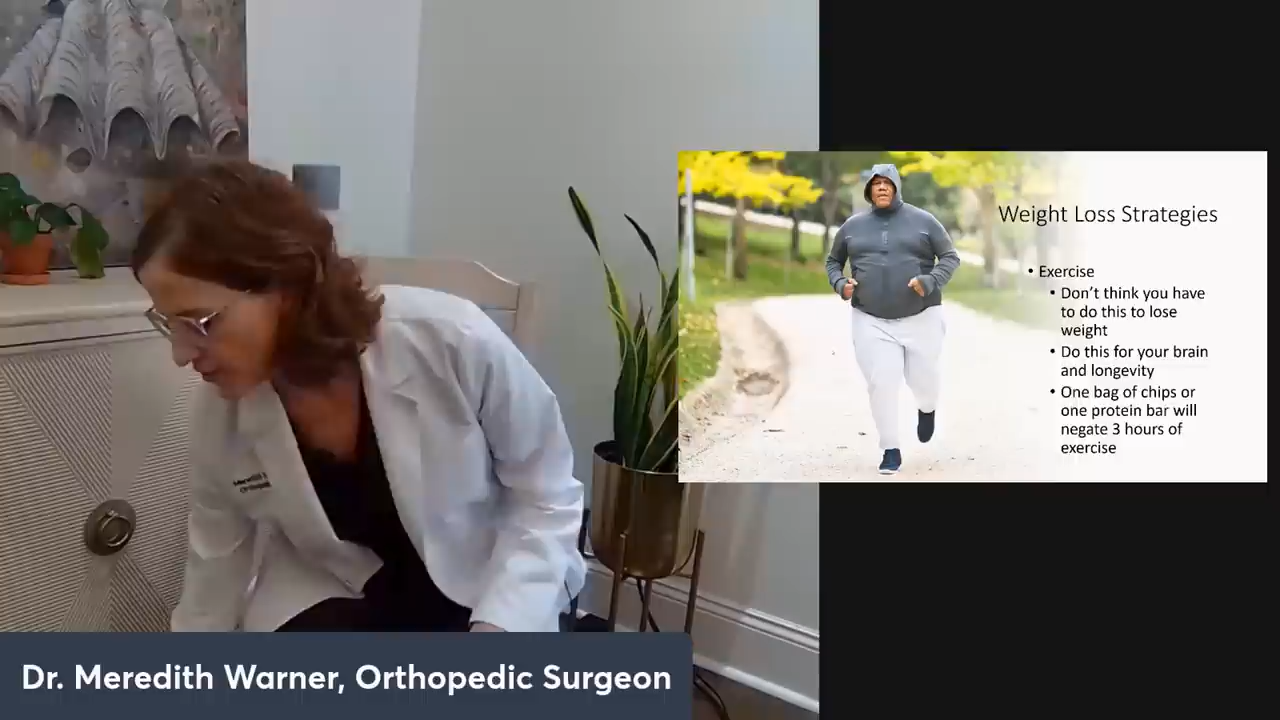 Weight Loss Strategies
• Exercise
• Don't think you have
to do this to lose
weight
• Do this for your brain
and longevity
• One bag of chips or
one protein bar will
negate 3 hours of
exercise
Dr. Meredith Warner, Orthopedic Surgeon